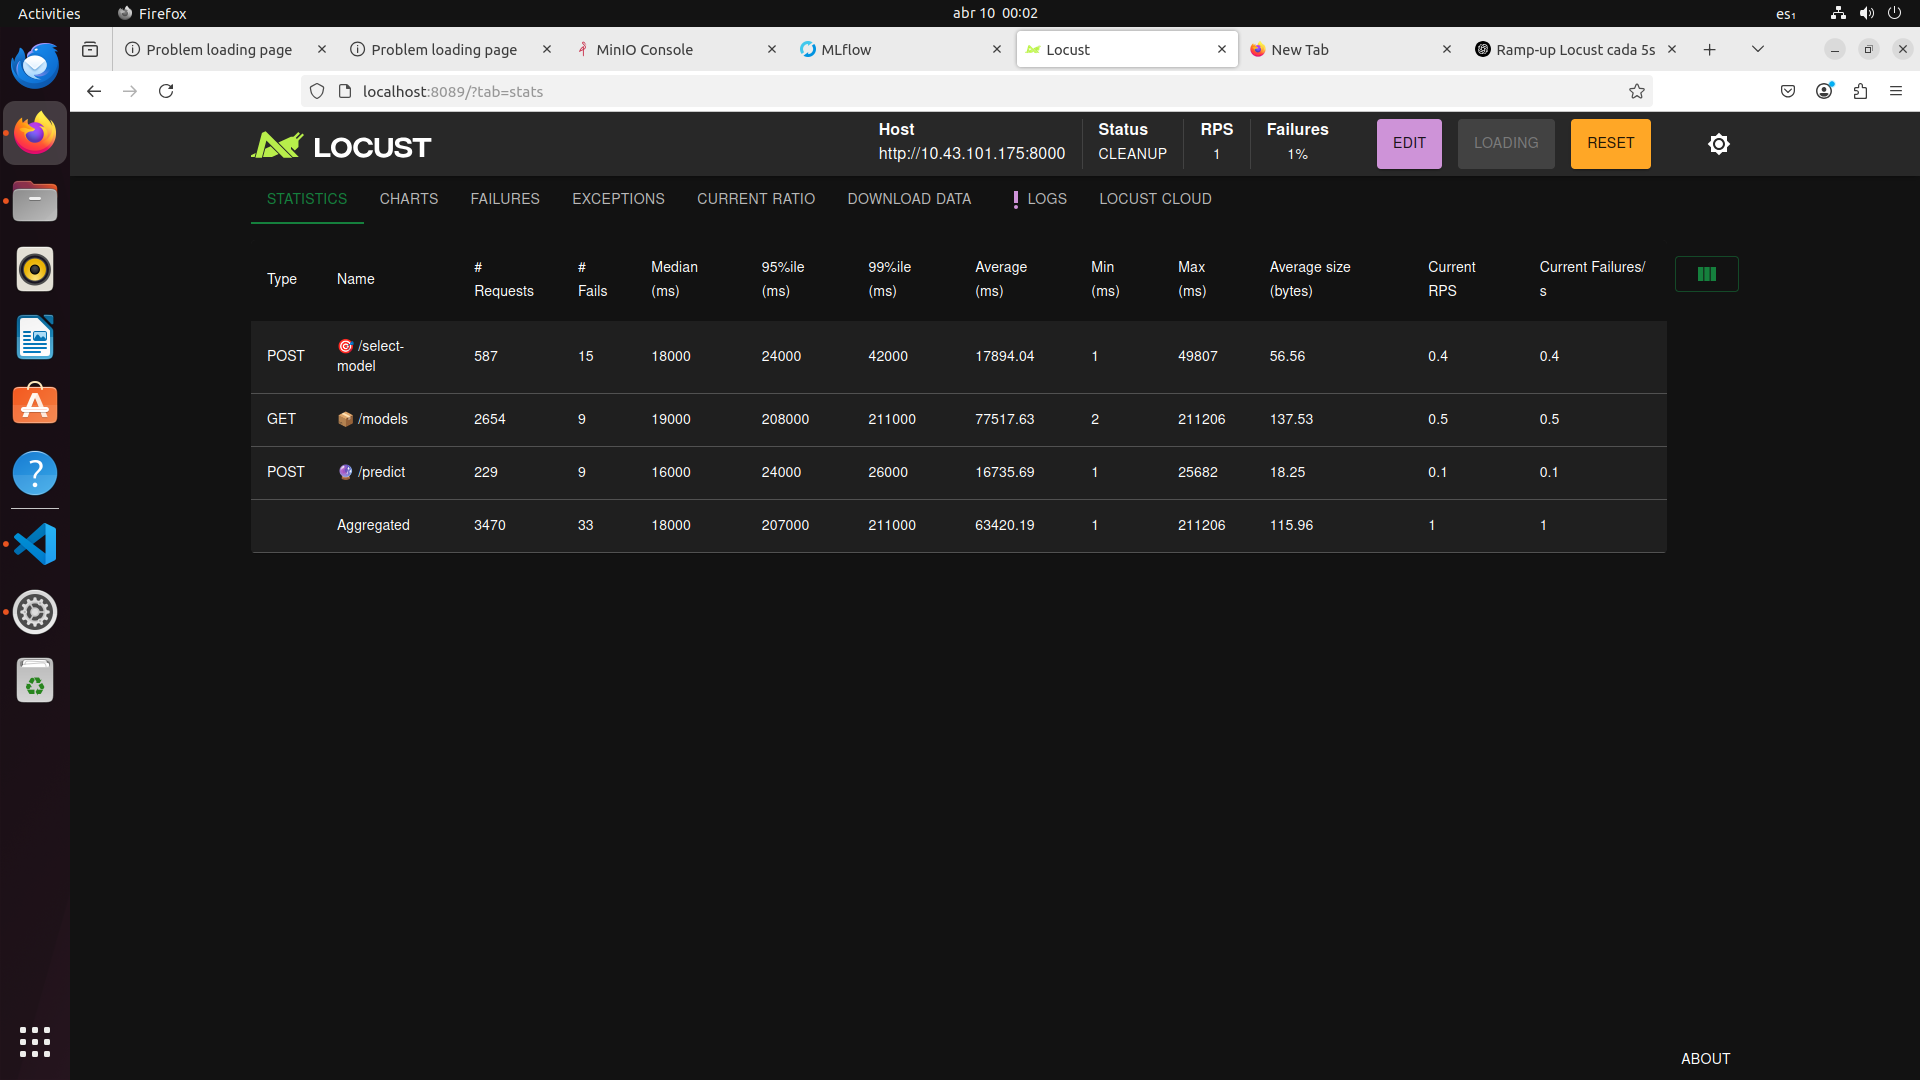 Activities
Firefox
abr 10 00:02
es₁
Problem loading page
Problem loading page
MinIO Console
MLflow
Locust
New Tab
Ramp-up Locust cada 5s
localhost:8089/?tab=stats
LOCUST
Host
http://10.43.101.175:8000
Status
CLEANUP
RPS
1
Failures
1%
EDIT
LOADING
RESET
STATISTICS
CHARTS
FAILURES
EXCEPTIONS
CURRENT RATIO
DOWNLOAD DATA
LOGS
LOCUST CLOUD
Type
Name
# Requests
# Fails
Median (ms)
95%ile (ms)
99%ile (ms)
Average (ms)
Min (ms)
Max (ms)
Average size (bytes)
Current RPS
Current Failures/s
POST 🎯 /select-model 587 15 18000 24000 42000 17894.04 1 49807 56.56 0.4 0.4
GET 📦 /models 2654 9 19000 208000 211000 77517.63 2 211206 137.53 0.5 0.5
POST 🔮 /predict 229 9 16000 24000 26000 16735.69 1 25682 18.25 0.1 0.1
Aggregated 3470 33 18000 207000 211000 63420.19 1 211206 115.96 1 1
ABOUT